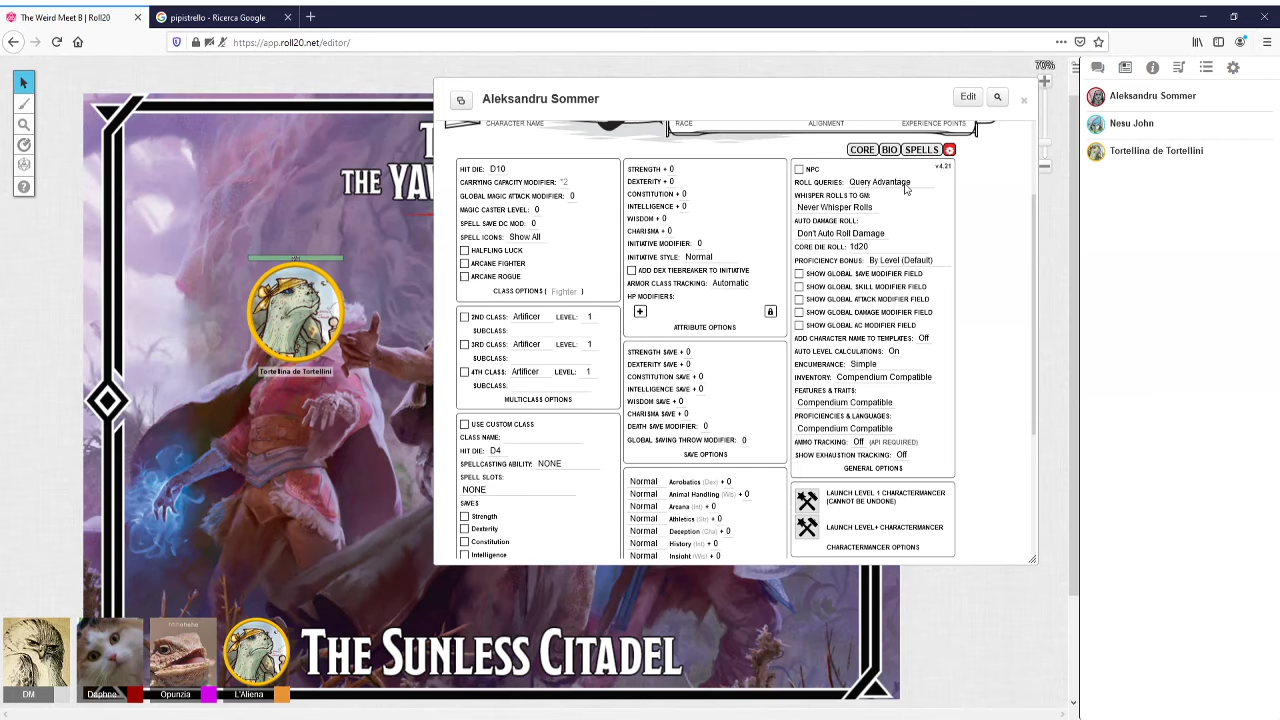 The Weird Meet B | Roll20
pipistrello - Ricerca Google
https://app.roll20.net/editor/
70%
Aleksandru Sommer
Edit
CHARACTER NAME
RACE
ALIGNMENT
EXPERIENCE POINTS
CORE BIO SPELLS
HIT DIE: D10
CARRYING CAPACITY MODIFIER: *2
GLOBAL MAGIC ATTACK MODIFIER: 0
MAGIC CASTER LEVEL: 0
SPELL SAVE DC MOD: 0
SPELL ICONS: Show All
HALFLING LUCK
ARCANE FIGHTER
ARCANE ROGUE
CLASS OPTIONS ( Fighter )
2ND CLASS: Artificer LEVEL: 1
SUBCLASS:
3RD CLASS: Artificer LEVEL: 1
SUBCLASS:
4TH CLASS: Artificer LEVEL: 1
SUBCLASS:
MULTICLASS OPTIONS
USE CUSTOM CLASS
CLASS NAME:
HIT DIE: D4
SPELLCASTING ABILITY: NONE
SPELL SLOTS:
NONE
SAVES
Strength
Dexterity
Constitution
Intelligence
STRENGTH + 0
DEXTERITY + 0
CONSTITUTION + 0
INTELLIGENCE + 0
WISDOM + 0
CHARISMA + 0
INITIATIVE MODIFIER: 0
INITIATIVE STYLE: Normal
ADD DEX TIEBREAKER TO INITIATIVE
ARMOR CLASS TRACKING: Automatic
HP MODIFIERS:
ATTRIBUTE OPTIONS
STRENGTH SAVE + 0
DEXTERITY SAVE + 0
CONSTITUTION SAVE + 0
INTELLIGENCE SAVE + 0
WISDOM SAVE + 0
CHARISMA SAVE + 0
DEATH SAVE MODIFIER: 0
GLOBAL SAVING THROW MODIFIER: 0
SAVE OPTIONS
Normal Acrobatics (Dex) + 0
Normal Animal Handling (Wis) + 0
Normal Arcana (Int) + 0
Normal Athletics (Str) + 0
Normal Deception (Cha) + 0
Normal History (Int) + 0
Normal Insight (Wis) + 0
NPC
v4.21
ROLL QUERIES: Query Advantage
WHISPER ROLLS TO GM:
Never Whisper Rolls
AUTO DAMAGE ROLL:
Don't Auto Roll Damage
CORE DIE ROLL: 1d20
PROFICIENCY BONUS: By Level (Default)
SHOW GLOBAL SAVE MODIFIER FIELD
SHOW GLOBAL SKILL MODIFIER FIELD
SHOW GLOBAL ATTACK MODIFIER FIELD
SHOW GLOBAL DAMAGE MODIFIER FIELD
SHOW GLOBAL AC MODIFIER FIELD
ADD CHARACTER NAME TO TEMPLATES: Off
AUTO LEVEL CALCULATIONS: On
ENCUMBRANCE: Simple
INVENTORY: Compendium Compatible
FEATURES & TRAITS:
Compendium Compatible
PROFICIENCIES & LANGUAGES:
Compendium Compatible
AMMO TRACKING: Off (API REQUIRED)
SHOW EXHAUSTION TRACKING: Off
GENERAL OPTIONS
LAUNCH LEVEL 1 CHARACTERMANCER
(CANNOT BE UNDONE)
LAUNCH LEVEL+ CHARACTERMANCER
CHARACTERMANCER OPTIONS
Aleksandru Sommer
Nesu John
Tortellina de Tortellini
THE YAW
Tortellina de Tortellini
THE SUNLESS CITADEL
DM
Daphne
Opunzia
L'Aliena